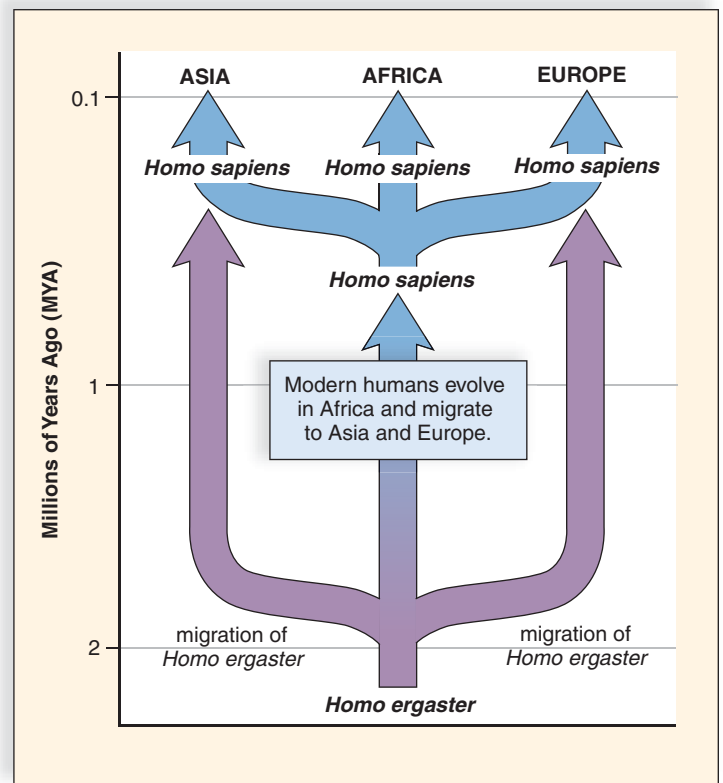 ASIA
AFRICA
EUROPE
0.1
Homo sapiens
Homo sapiens
Homo sapiens
Homo sapiens
Millions of Years Ago (MYA)
1
Modern humans evolve
in Africa and migrate
to Asia and Europe.
migration of
Homo ergaster
migration of
Homo ergaster
2
Homo ergaster